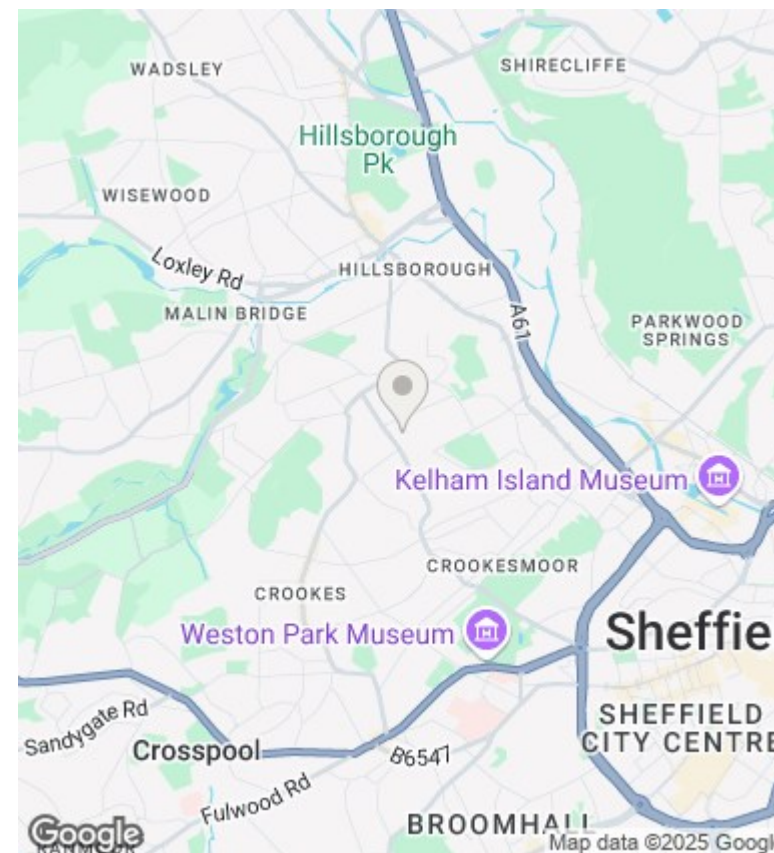 WADSLEY
SHIRECLIFFE
Hillsborough
Pk
WISEWOOD
Loxley Rd
HILLSBOROUGH
MALIN BRIDGE
A61
PARKWOOD
SPRINGS
Kelham Island Museum
CROOKESMOOR
CROOKES
Weston Park Museum
Sheffie
Sandygate Rd
SHEFFIELD
CITY CENTRE
Crosspool
B6547
Fulwood Rd
BROOMHALL
Google
Map data ©2025 Google